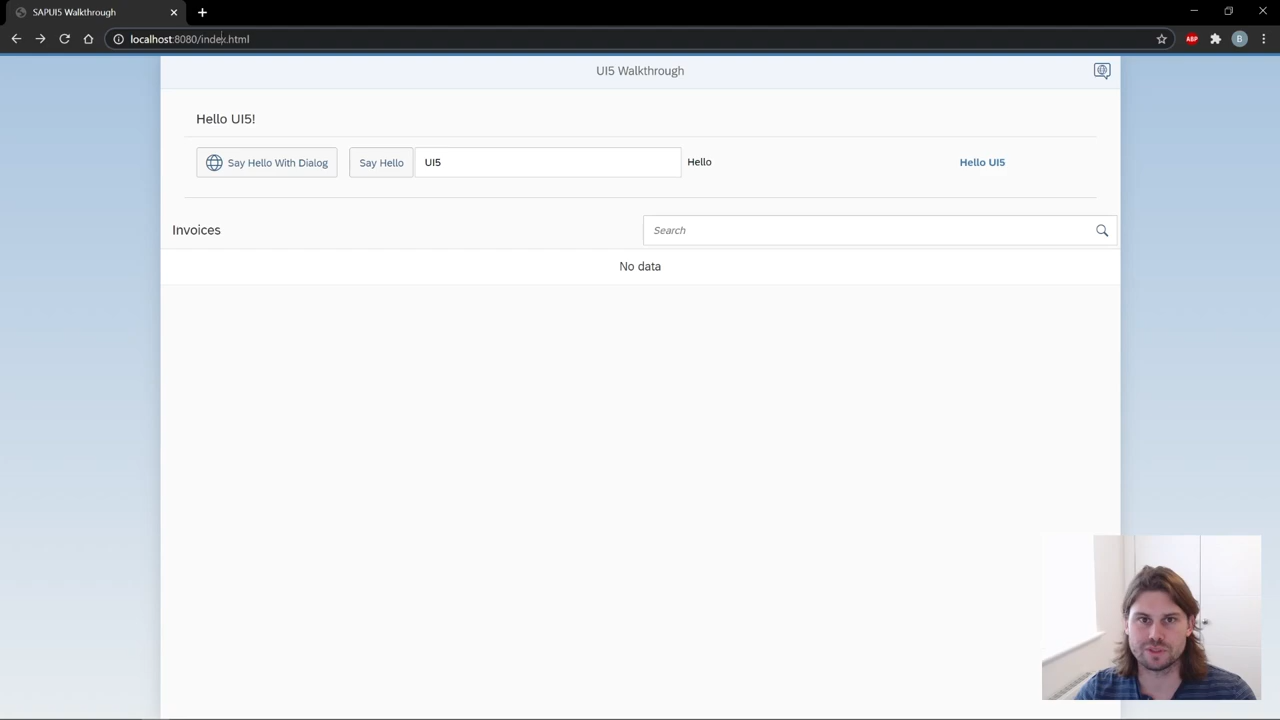 SAPUI5 Walkthrough
localhost:8080/index.html
ABP
B
UI5 Walkthrough
Hello UI5!
Say Hello With Dialog
Say Hello
UI5
Hello
Hello UI5
Invoices
Search
No data